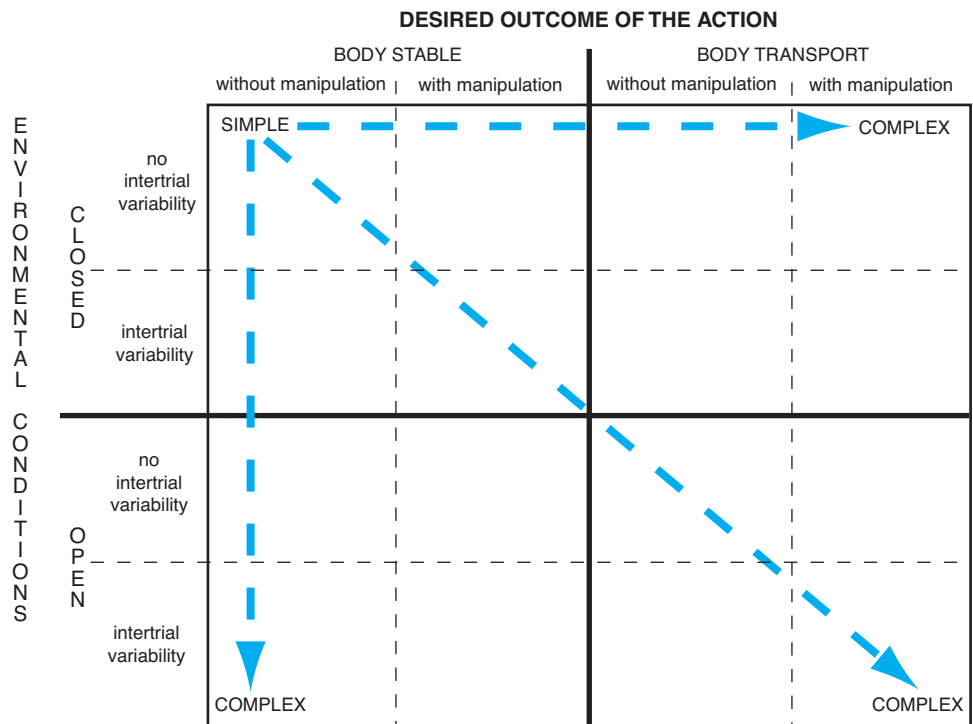 DESIRED OUTCOME OF THE ACTION
BODY STABLE
BODY TRANSPORT
without manipulation
with manipulation
without manipulation
with manipulation
ENVIRONMENTAL CONDITIONS
CLOSED
no
intertrial
variability
SIMPLE
COMPLEX
intertrial
variability
OPEN
no
intertrial
variability
intertrial
variability
COMPLEX
COMPLEX